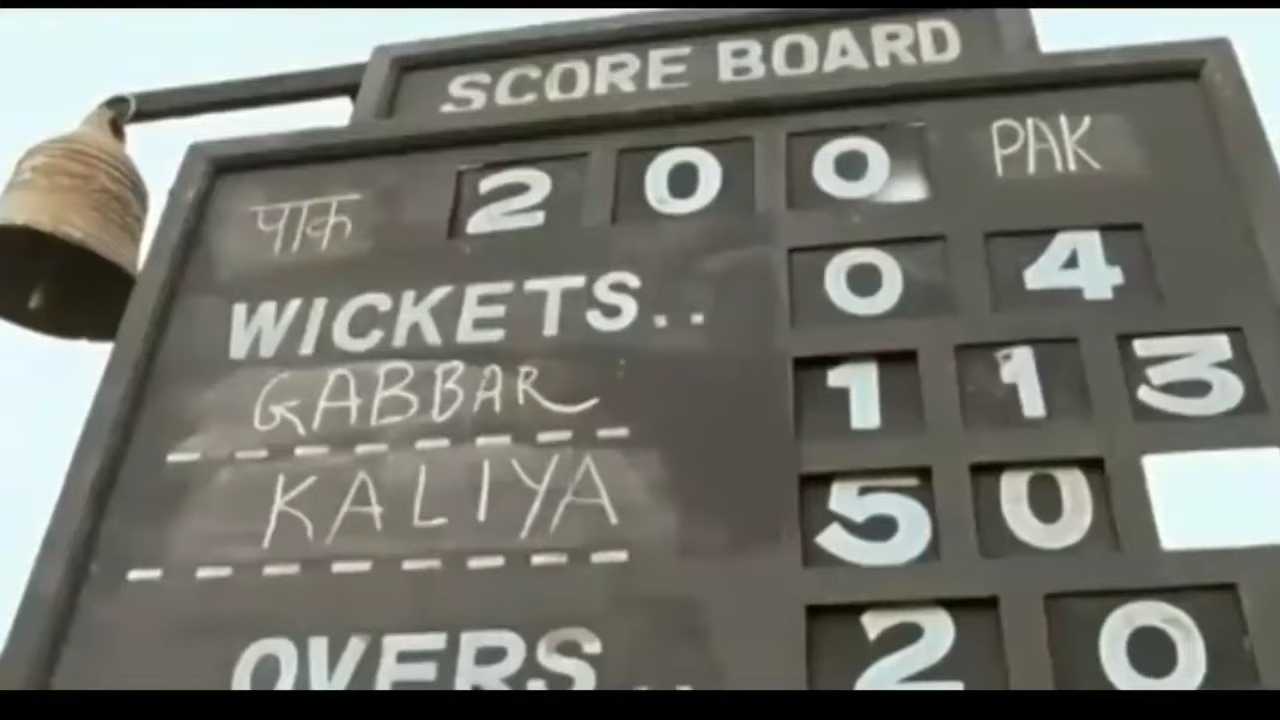 SCORE BOARD
पाक 2 0 0 PAK
WICKETS.. 0 4
GABBAR 1 1 3
KALIYA 5 0
OVERS.. 2 0